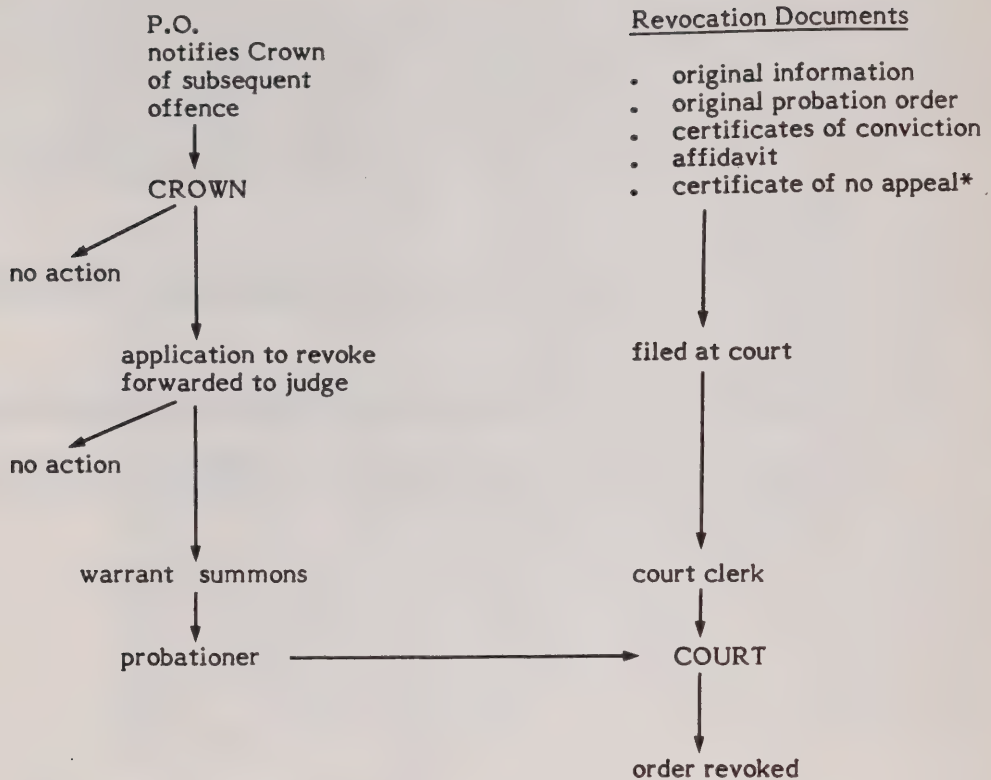 P.O.
notifies Crown
of subsequent
offence
CROWN
no action
application to revoke
forwarded to judge
no action
warrant summons
probationer
Revocation Documents
. original information
. original probation order
. certificates of conviction
. affidavit
. certificate of no appeal*
filed at court
court clerk
COURT
order revoked